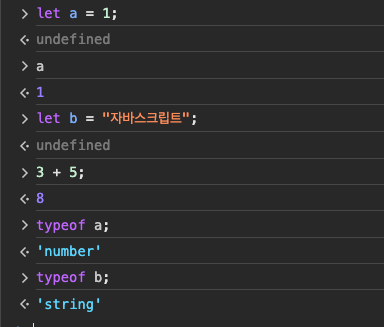 > let a = 1;
<· undefined
> a
<· 1
> let b = "자바스크립트";
<· undefined
> 3 + 5;
<· 8
> typeof a;
<· 'number'
> typeof b;
<· 'string'